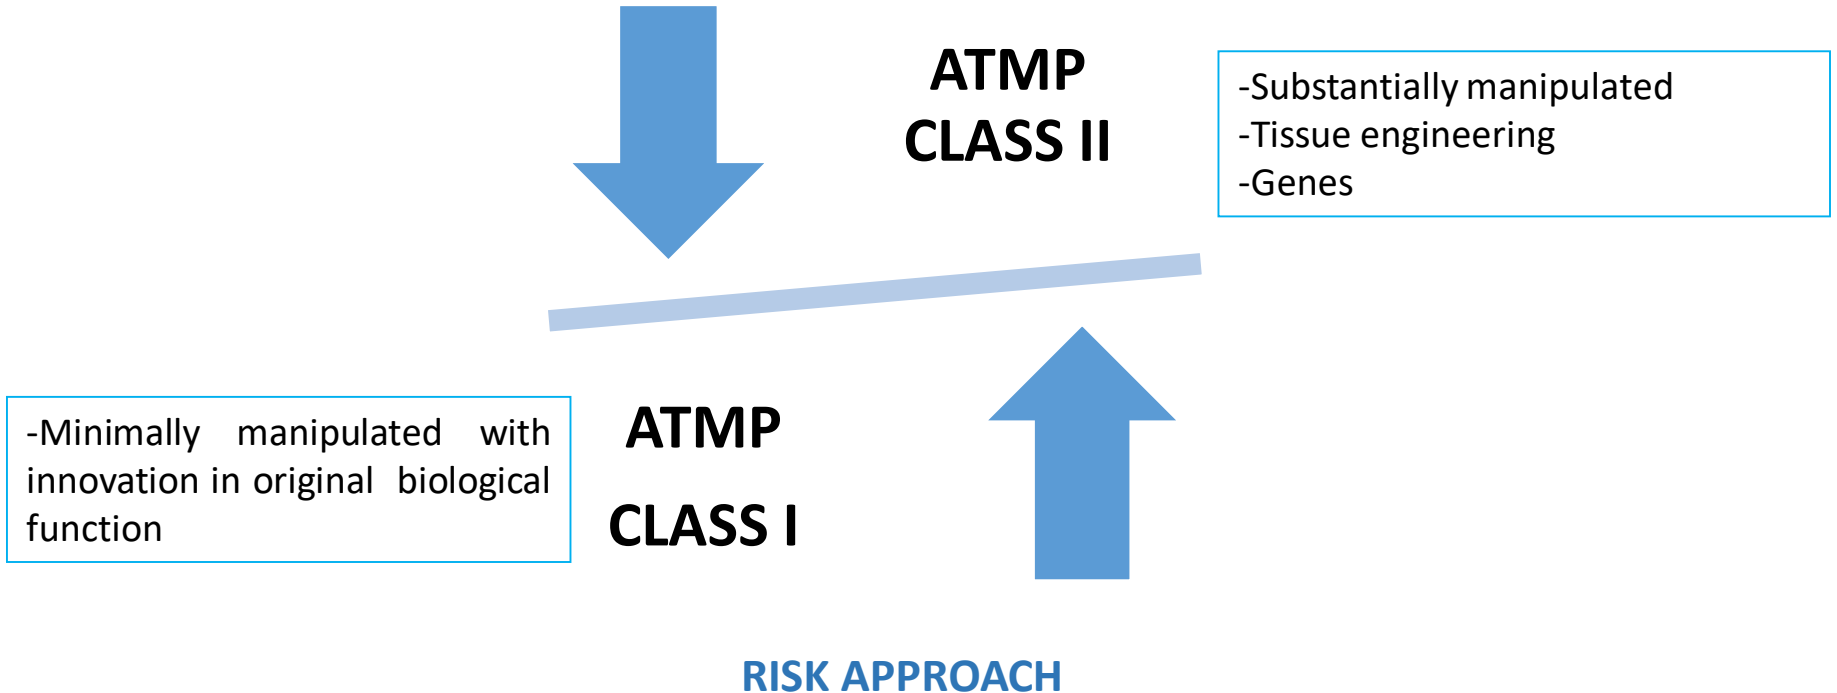 ATMP
CLASS II
-Substantially manipulated
-Tissue engineering
-Genes
-Minimally manipulated with
innovation in original biological
function
ATMP
CLASS I
RISK APPROACH